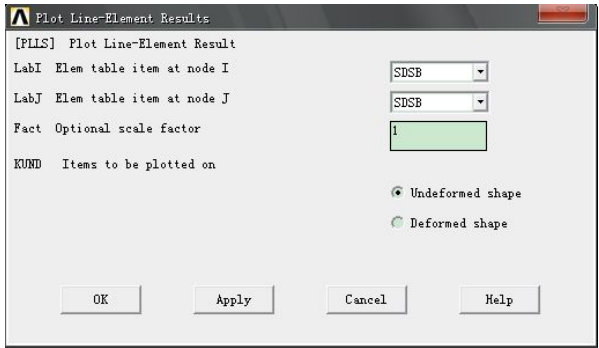 Plot Line-Element Results
[PLLS] Plot Line-Element Result
LabI Elem table item at node I SDSB
LabJ Elem table item at node J SDSB
Fact Optional scale factor 1
KUND Items to be plotted on
Undeformed shape
Deformed shape
OK Apply Cancel Help